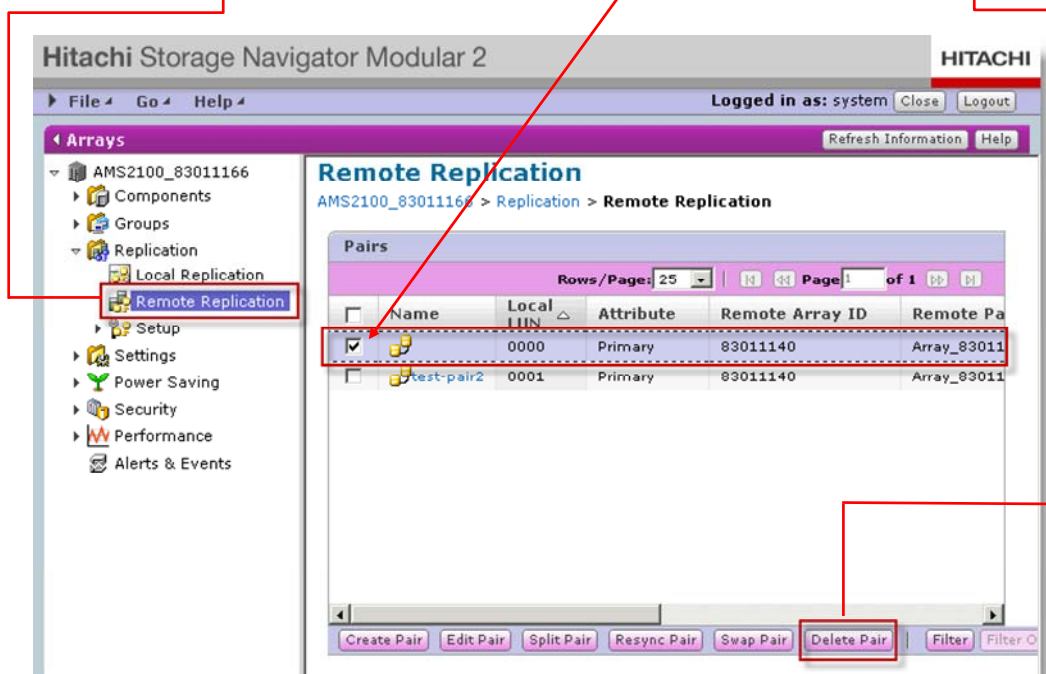 Hitachi Storage Navigator Modular 2
HITACHI
File Go Help
Logged in as: system Close Logout
Arrays
Refresh Information Help
AMS2100_83011166
Components
Groups
Replication
Local Replication
Remote Replication
Setup
Settings
Power Saving
Security
Performance
Alerts & Events
Remote Replication
AMS2100_83011166 > Replication > Remote Replication
Pairs
Rows/Page: 25 | Page 1 of 1
Name Local LUN Attribute Remote Array ID Remote Pa
0000 Primary 83011140 Array_83011
test-pair2 0001 Primary 83011140 Array_83011
Create Pair Edit Pair Split Pair Resync Pair Swap Pair Delete Pair | Filter Filter O